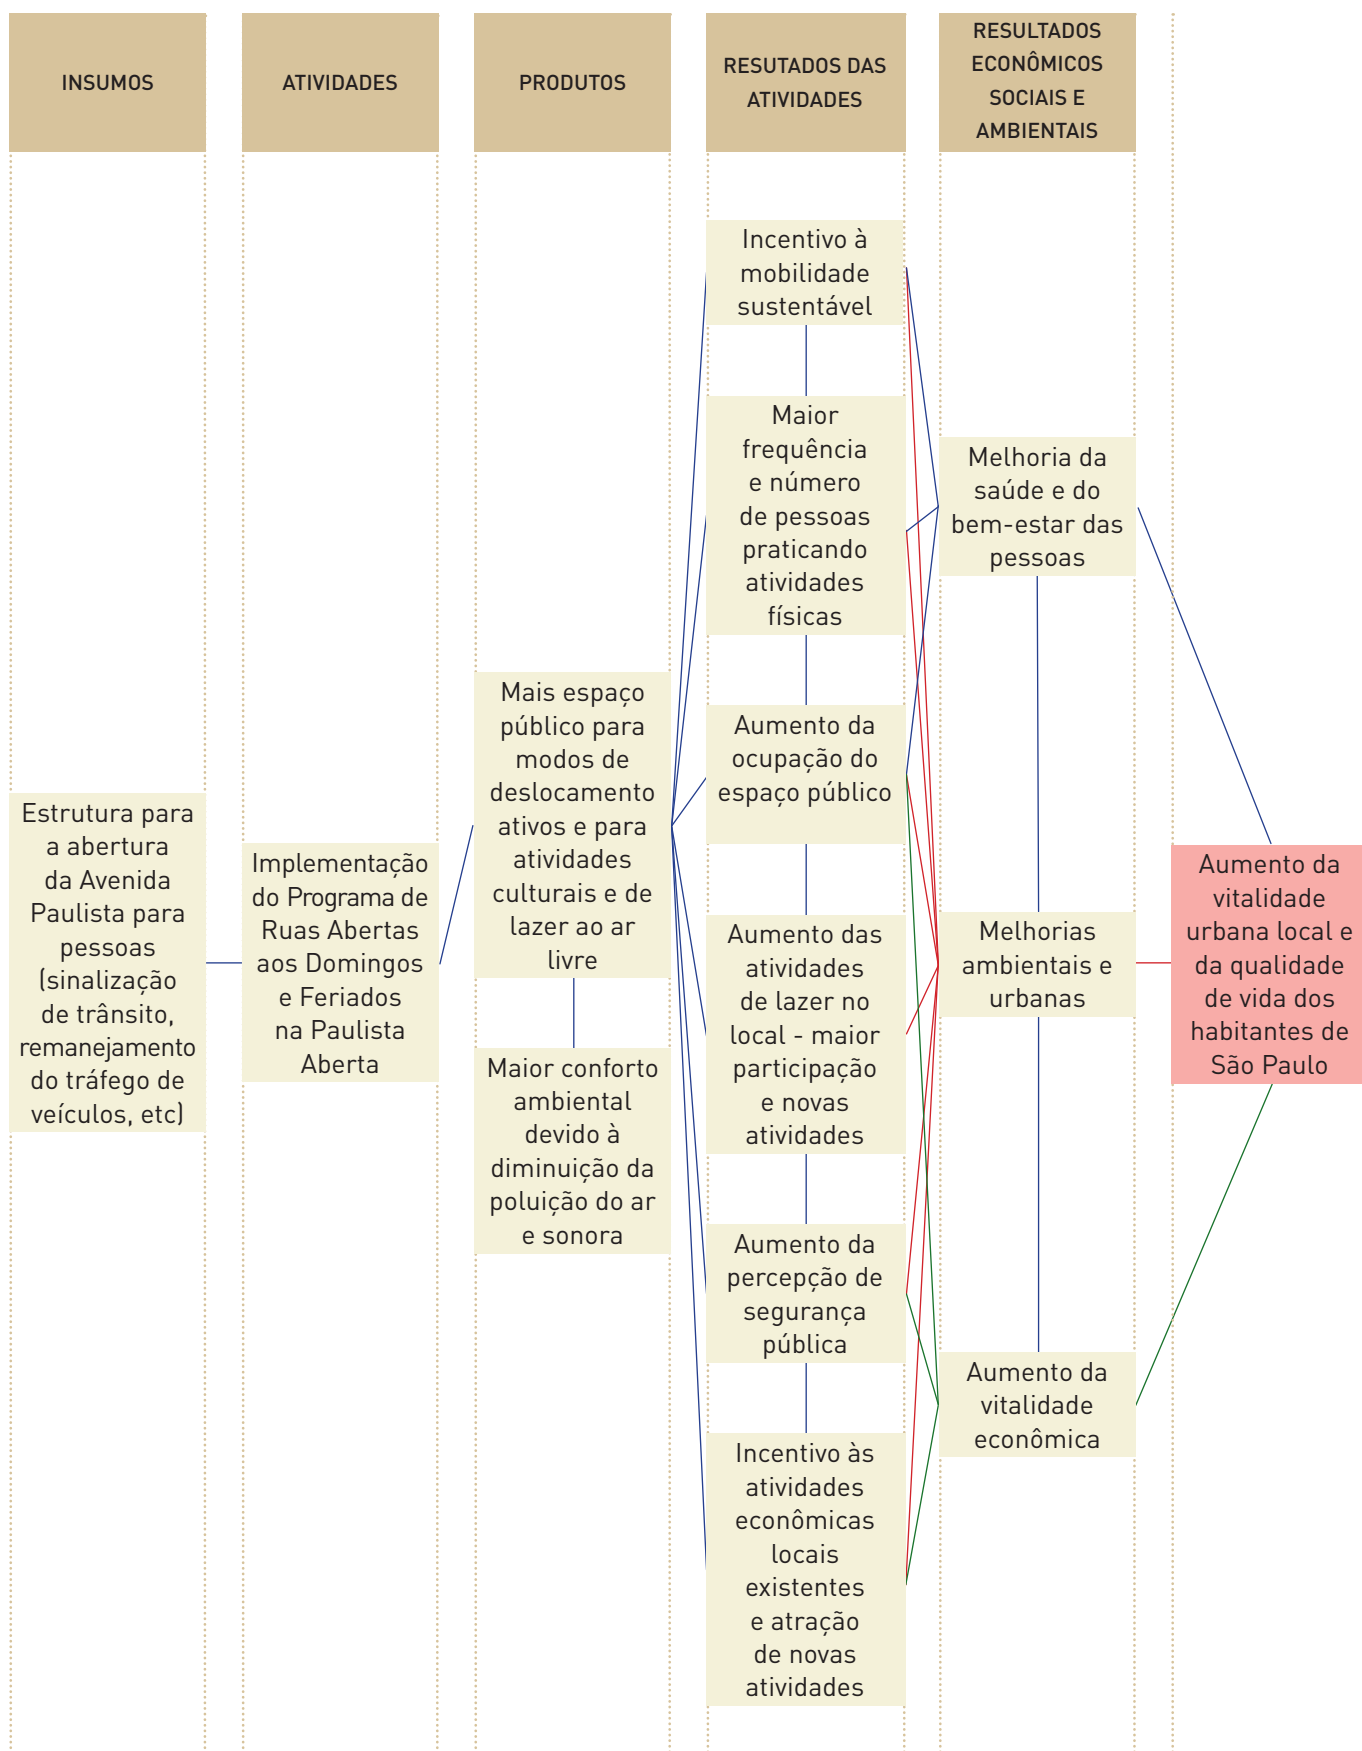 INSUMOS
ATIVIDADES
PRODUTOS
RESUTADOS DAS
ATIVIDADES
RESULTADOS
ECONÔMICOS
SOCIAIS E
AMBIENTAIS
Estrutura para
a abertura
da Avenida
Paulista para
pessoas
(sinalização
de trânsito,
remanejamento
do tráfego de
veículos, etc)
Implementação
do Programa de
Ruas Abertas
aos Domingos
e Feriados
na Paulista
Aberta
Mais espaço
público para
modos de
deslocamento
ativos e para
atividades
culturais e de
lazer ao ar
livre
Maior conforto
ambiental
devido à
diminuição da
poluição do ar
e sonora
Incentivo à
mobilidade
sustentável
Maior
frequência
e número
de pessoas
praticando
atividades
físicas
Aumento da
ocupação do
espaço público
Aumento das
atividades
de lazer no
local - maior
participação
e novas
atividades
Aumento da
percepção de
segurança
pública
Incentivo às
atividades
econômicas
locais
existentes
e atração
de novas
atividades
Melhoria da
saúde e do
bem-estar das
pessoas
Melhorias
ambientais e
urbanas
Aumento da
vitalidade
econômica
Aumento da
vitalidade
urbana local e
da qualidade
de vida dos
habitantes de
São Paulo